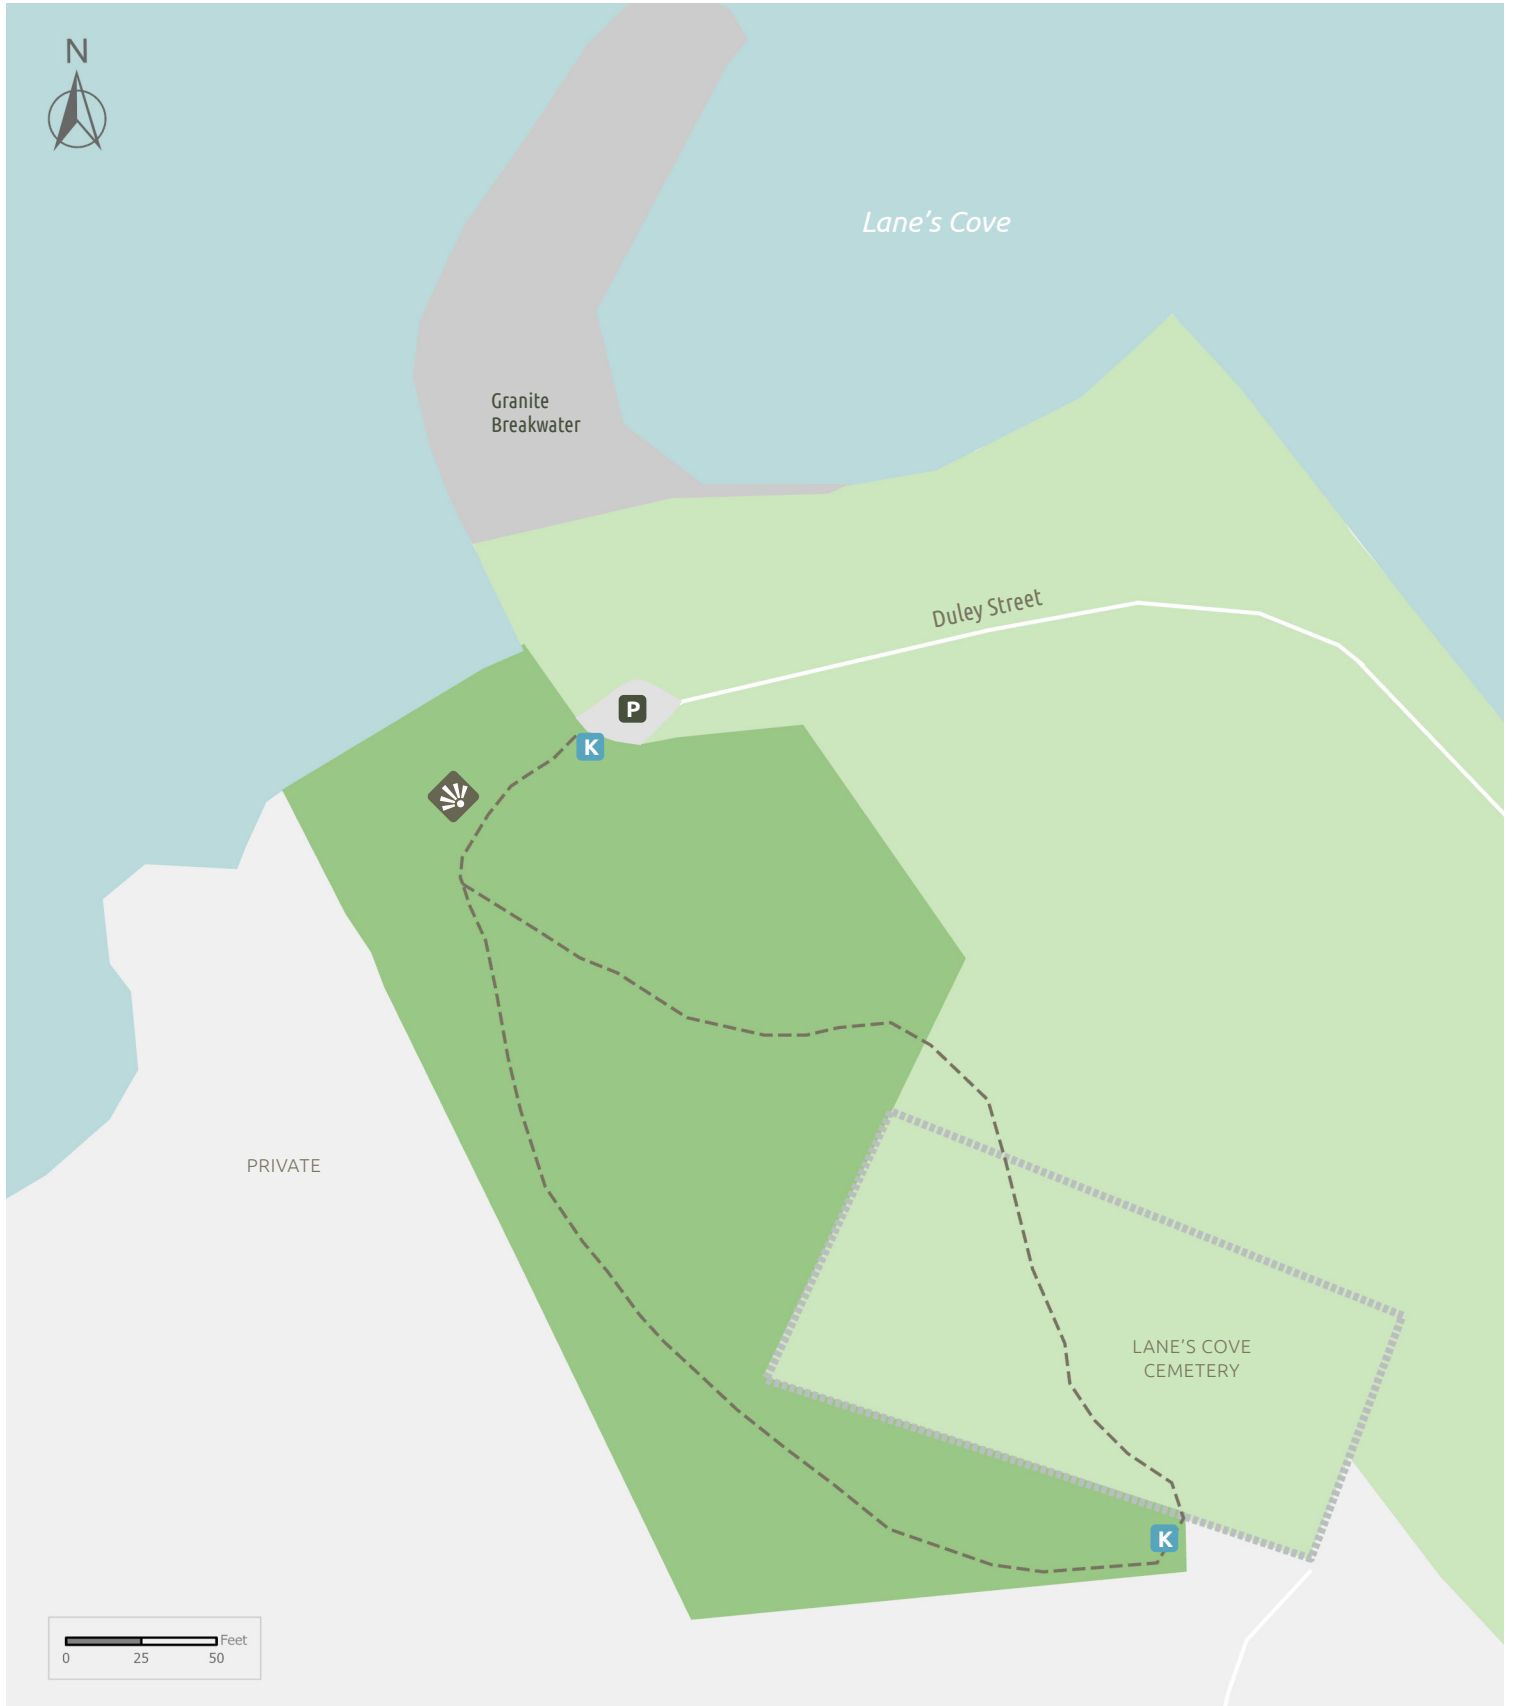 N
Lane's Cove
Granite
Breakwater
Duley Street
P
K
PRIVATE
LANE'S COVE
CEMETERY
K
Feet
0 25 50